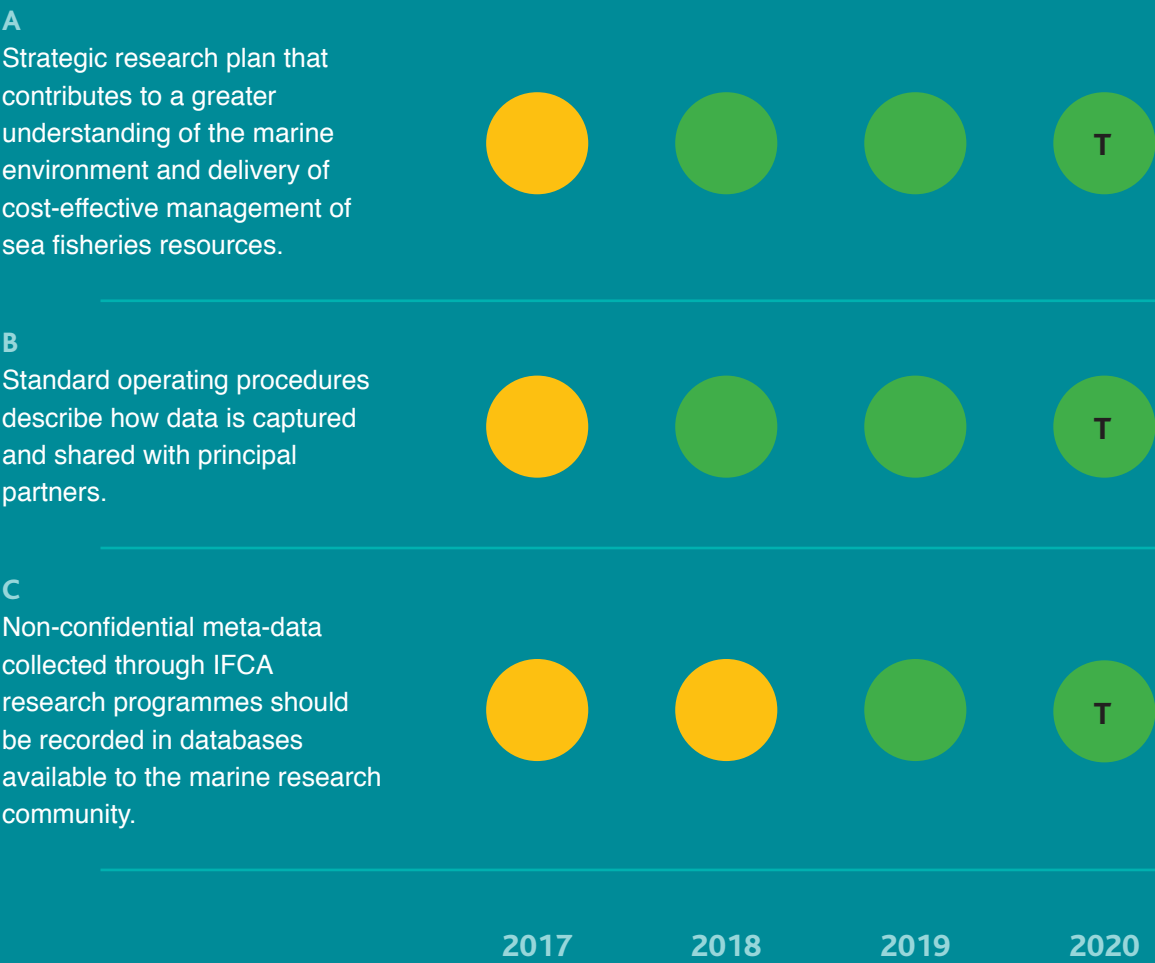 A
Strategic research plan that
contributes to a greater
understanding of the marine
environment and delivery of
cost-effective management of
sea fisheries resources.
T
B
Standard operating procedures
describe how data is captured
and shared with principal
partners.
T
C
Non-confidential meta-data
collected through IFCA
research programmes should
be recorded in databases
available to the marine research
community.
T
2017 2018 2019 2020